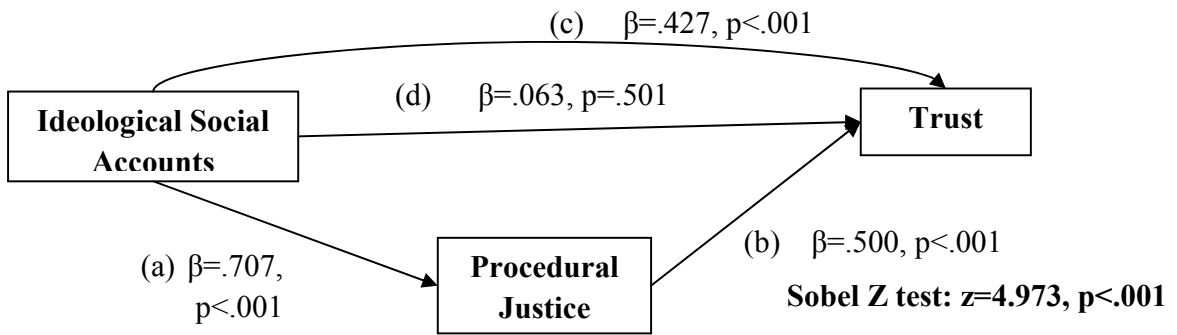 (c) β=.427, p<.001
(d) β=.063, p=.501
Ideological Social
Accounts
Trust
(a) β=.707,
p<.001
Procedural
Justice
(b) β=.500, p<.001
Sobel Z test: z=4.973, p<.001